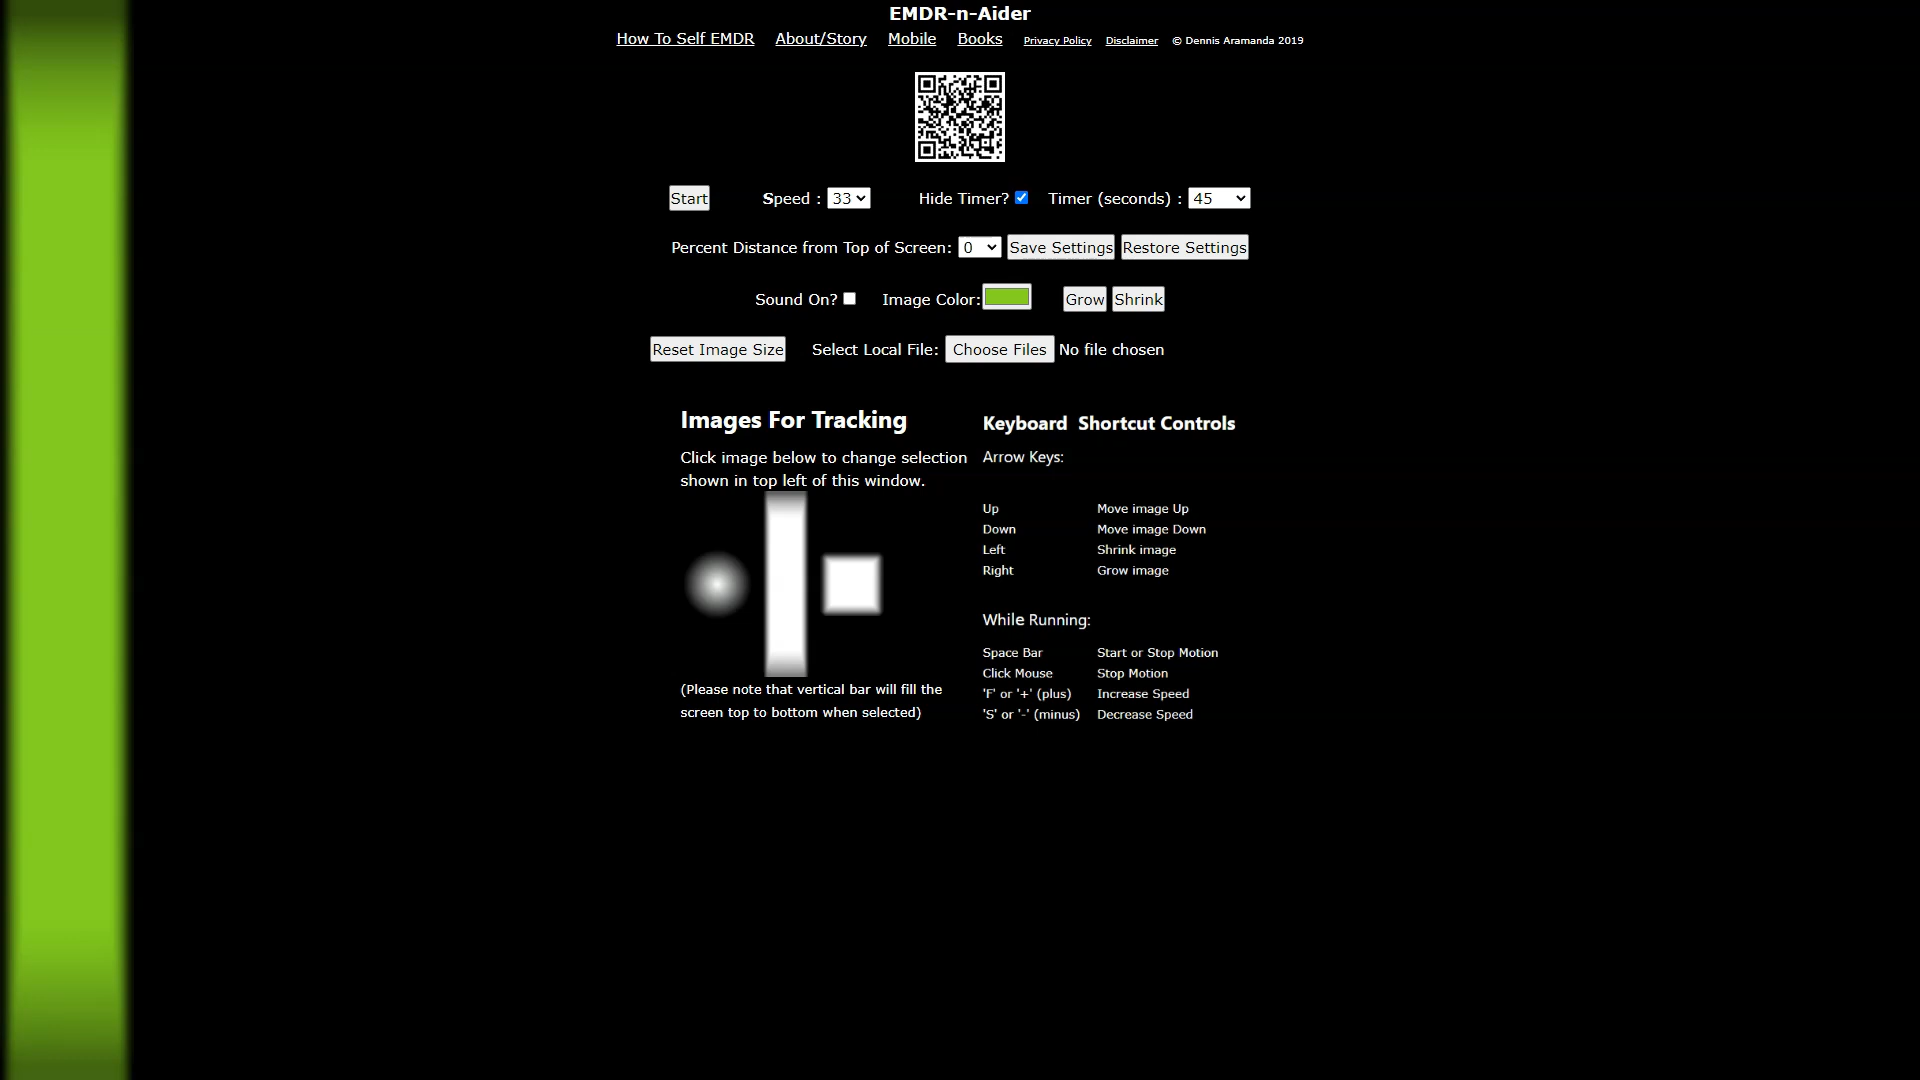 EMDR-n-Aider
How To Self EMDR About/Story Mobile Books Privacy Policy Disclaimer © Dennis Aramanda 2019
Start Speed : 33 Hide Timer? Timer (seconds) : 45
Percent Distance from Top of Screen: 0 Save Settings Restore Settings
Sound On? Image Color: Grow Shrink
Reset Image Size Select Local File: Choose Files No file chosen
Images For Tracking
Click image below to change selection
shown in top left of this window.
(Please note that vertical bar will fill the
screen top to bottom when selected)
Keyboard Shortcut Controls
Arrow Keys:
Up Move image Up
Down Move image Down
Left Shrink image
Right Grow image
While Running:
Space Bar Start or Stop Motion
Click Mouse Stop Motion
'F' or '+' (plus) Increase Speed
'S' or '-' (minus) Decrease Speed